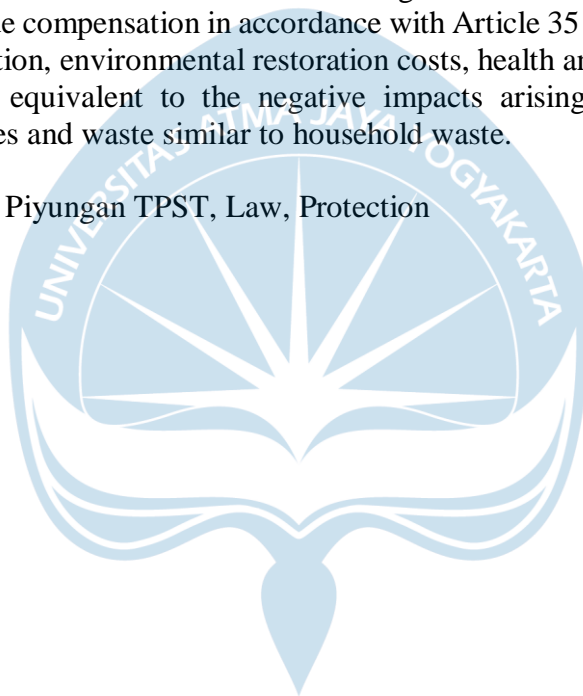 e compensation in accordance with Article 35
tion, environmental restoration costs, health an
equivalent to the negative impacts arising
es and waste similar to household waste.
Piyungan TPST, Law, Protection
UNIVERSITAS ATMA JAYA YOGYAKARTA